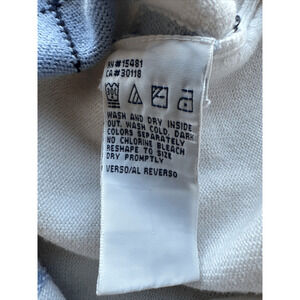 RN#15481
CA#30118
WASH AND DRY INSIDE
OUT. WASH COLD. DARK
COLORS SEPARATELY
NO CHLORINE BLEACH
RESHAPE TO SIZE
DRY PROMPTLY
VERSO/AL REVERSO